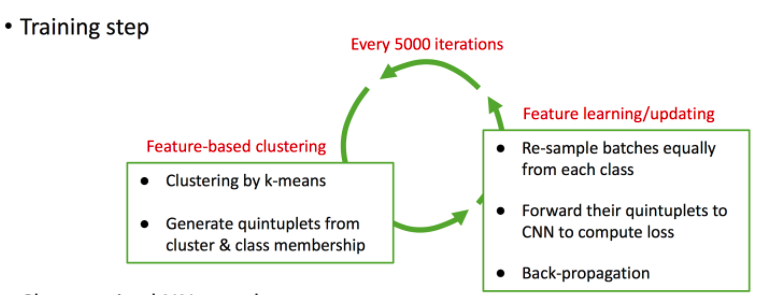 • Training step
Every 5000 iterations
Feature learning/updating
Feature-based clustering
● Re-sample batches equally
from each class
● Clustering by k-means
● Forward their quintuplets to
CNN to compute loss
● Generate quintuplets from
cluster & class membership
● Back-propagation